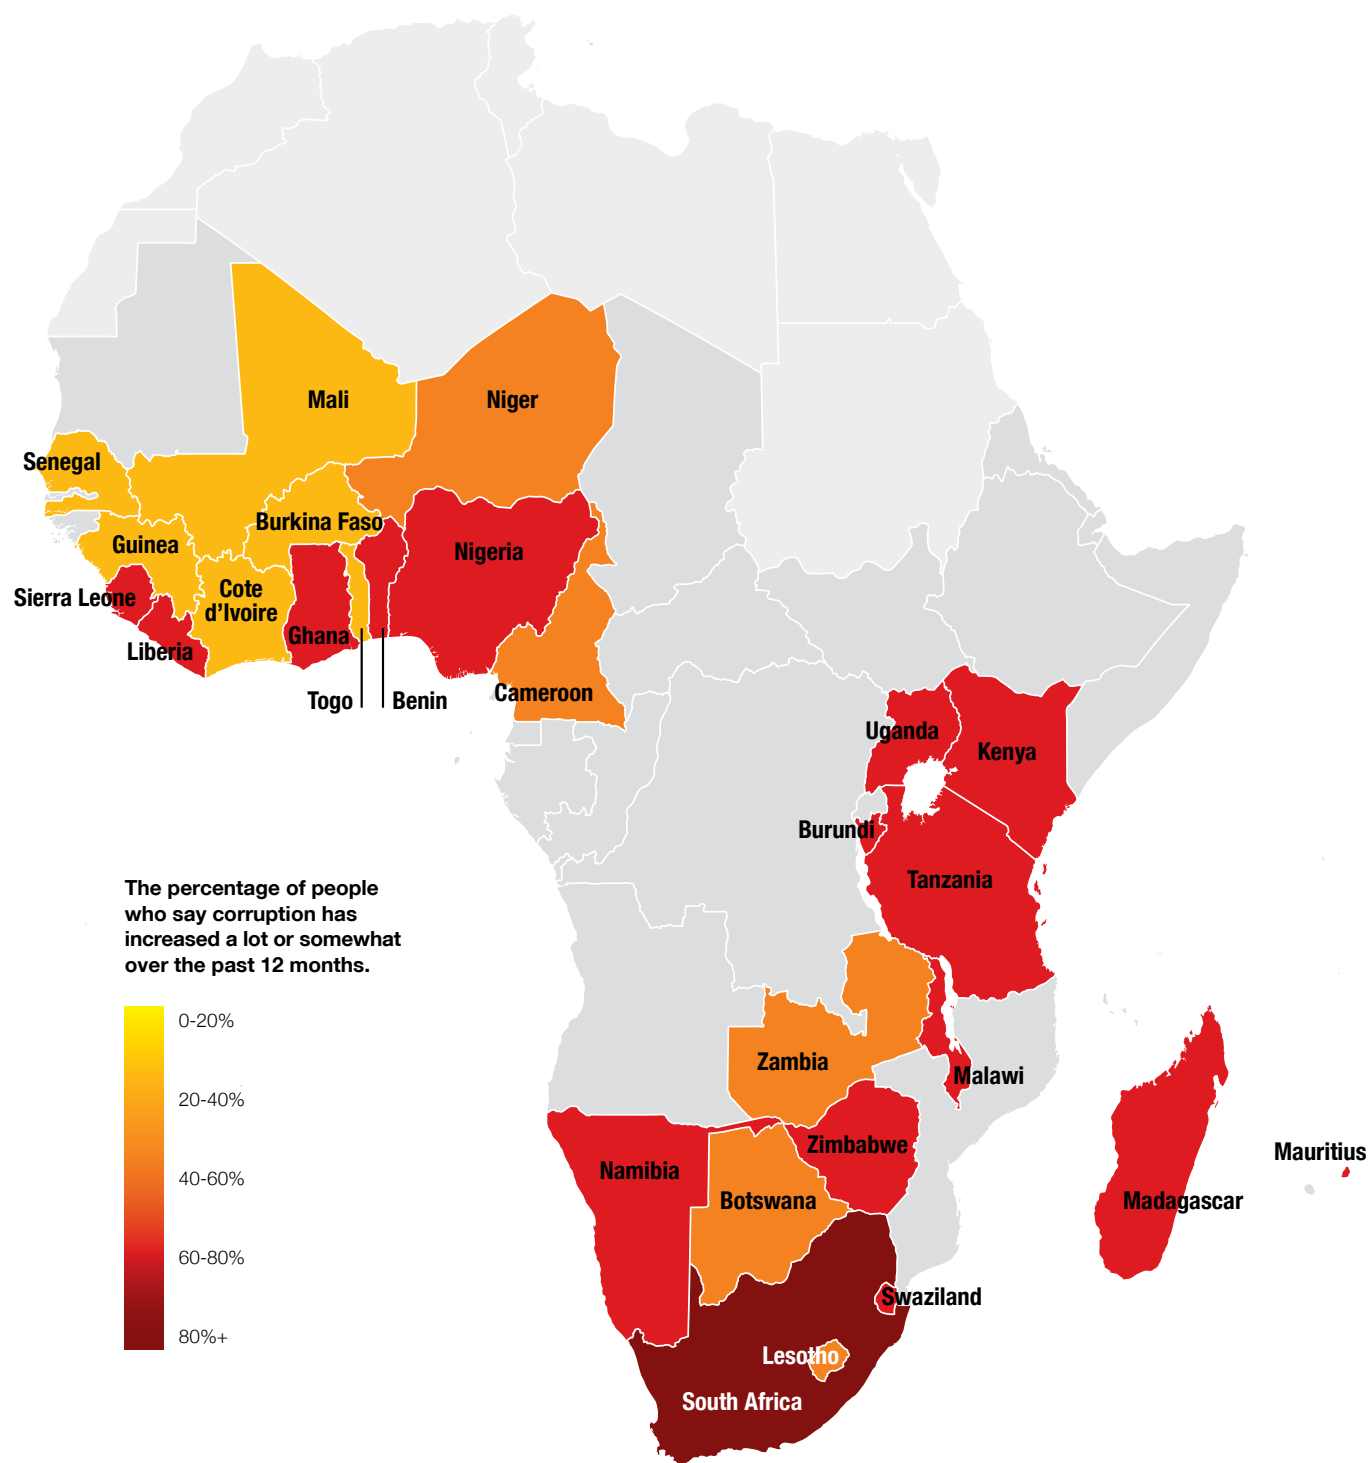 Mali
Niger
Senegal
Burkina Faso
Guinea
Nigeria
Cote
d’Ivoire
Sierra Leone
Ghana
Liberia
Togo
Benin
Cameroon
Uganda
Kenya
Burundi
Tanzania
The percentage of people
who say corruption has
increased a lot or somewhat
over the past 12 months.
0-20%
20-40%
40-60%
60-80%
80%+
Zambia
Malawi
Zimbabwe
Mauritius
Namibia
Botswana
Madagascar
Swaziland
Lesotho
South Africa